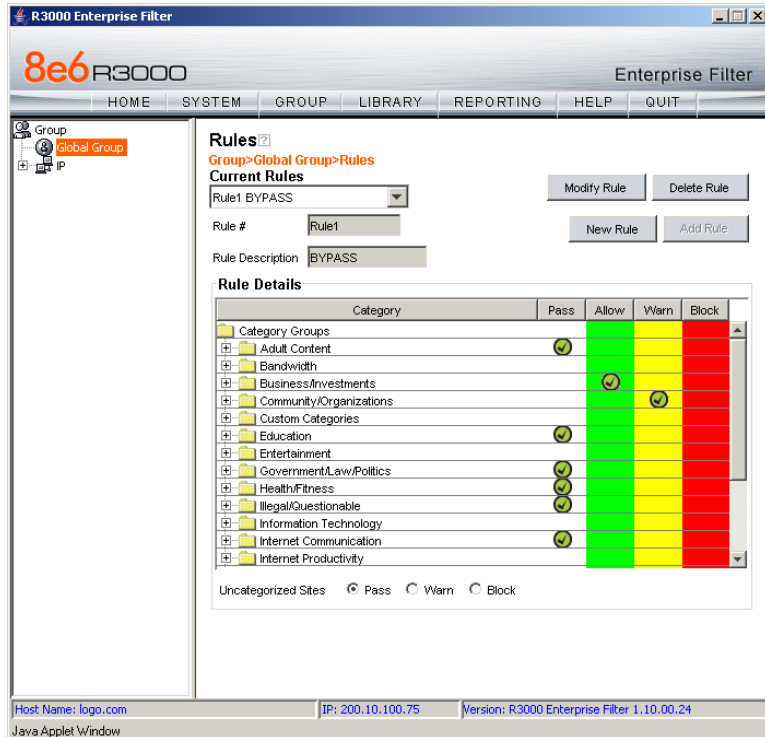 R3000 Enterprise Filter
8e6 R3000
Enterprise Filter
HOME SYSTEM GROUP LIBRARY REPORTING HELP QUIT
Group
Global Group
IP
Rules?
Group>Global Group>Rules
Current Rules
Rule1 BYPASS
Modify Rule Delete Rule
Rule # Rule1
New Rule Add Rule
Rule Description BYPASS
Rule Details
Category Pass Allow Warn Block
Category Groups
Adult Content
Bandwidth
Business/Investments
Community/Organizations
Custom Categories
Education
Entertainment
Government/Law/Politics
Health/Fitness
Illegal/Questionable
Information Technology
Internet Communication
Internet Productivity
Uncategorized Sites Pass Warn Block
Host Name: logo.com IP: 200.10.100.75 Version: R3000 Enterprise Filter 1.10.00.24
Java Applet Window